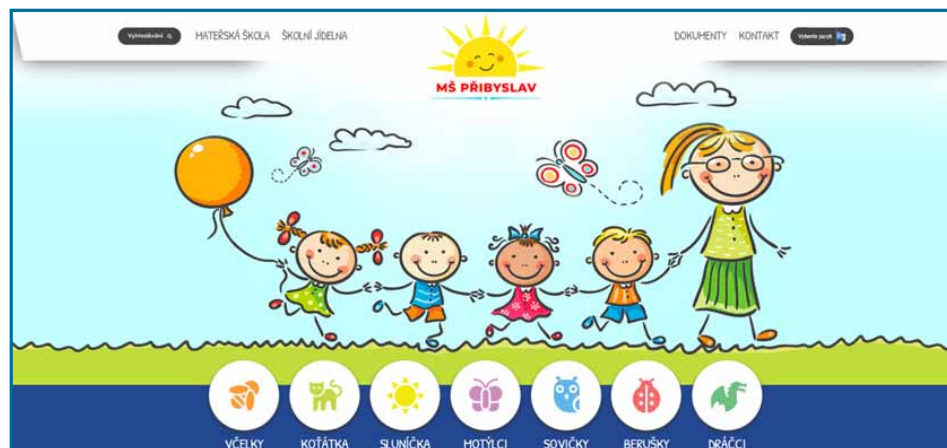 Vyhledávání
MATEŘSKÁ ŠKOLA ŠKOLNÍ JÍDELNA
MŠ PŘIBYSLAV
DOKUMENTY KONTAKT
Vyberte jazyk
VČELKY KOŤÁTKA SLUNÍČKA MOTÝLCI SOVIČKY BERUŠKY DRÁČCI